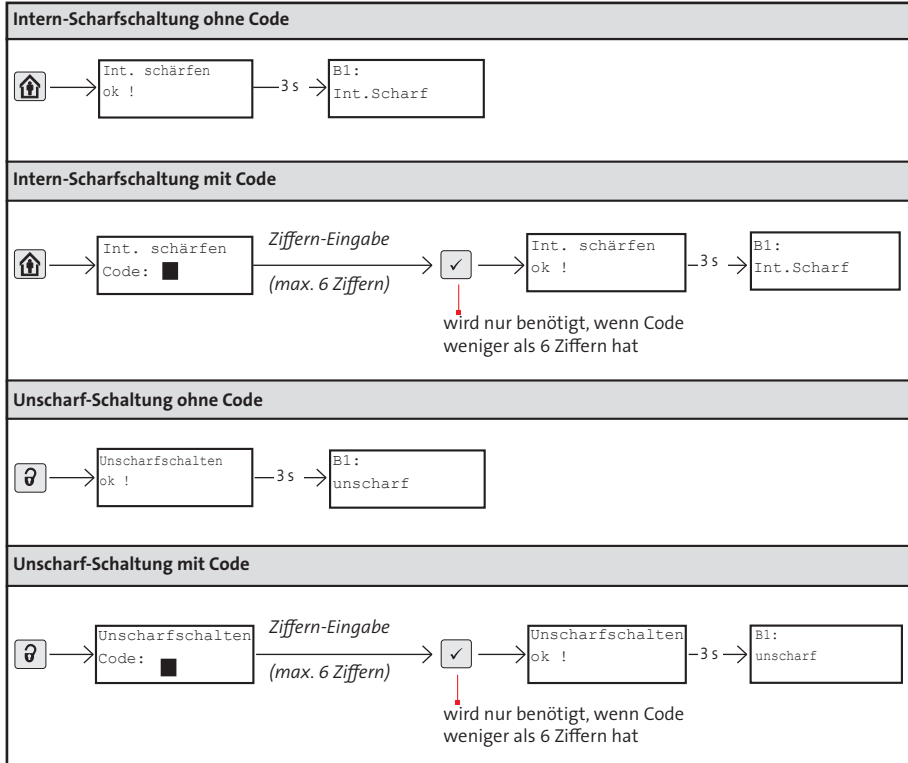 Intern-Scharfschaltung ohne Code
Int. schärfen
ok !
3 s
B1:
Int.Scharf
Intern-Scharfschaltung mit Code
Int. schärfen
Code:
Ziffern-Eingabe
(max. 6 Ziffern)
wird nur benötigt, wenn Code
weniger als 6 Ziffern hat
Int. schärfen
ok !
3 s
B1:
Int.Scharf
Unscharf-Schaltung ohne Code
Unscharfschalten
ok !
3 s
B1:
unscharf
Unscharf-Schaltung mit Code
Unscharfschalten
Code:
Ziffern-Eingabe
(max. 6 Ziffern)
wird nur benötigt, wenn Code
weniger als 6 Ziffern hat
Unscharfschalten
ok !
3 s
B1:
unscharf